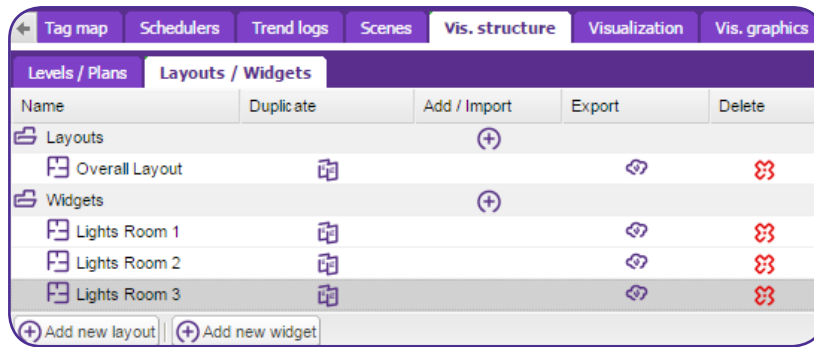 Tag map Schedulers Trend logs Scenes Vis. structure Visualization Vis. graphics
Levels / Plans Layouts / Widgets
Name Duplicate Add / Import Export Delete
Layouts
Overall Layout
Widgets
Lights Room 1
Lights Room 2
Lights Room 3
Add new layout Add new widget